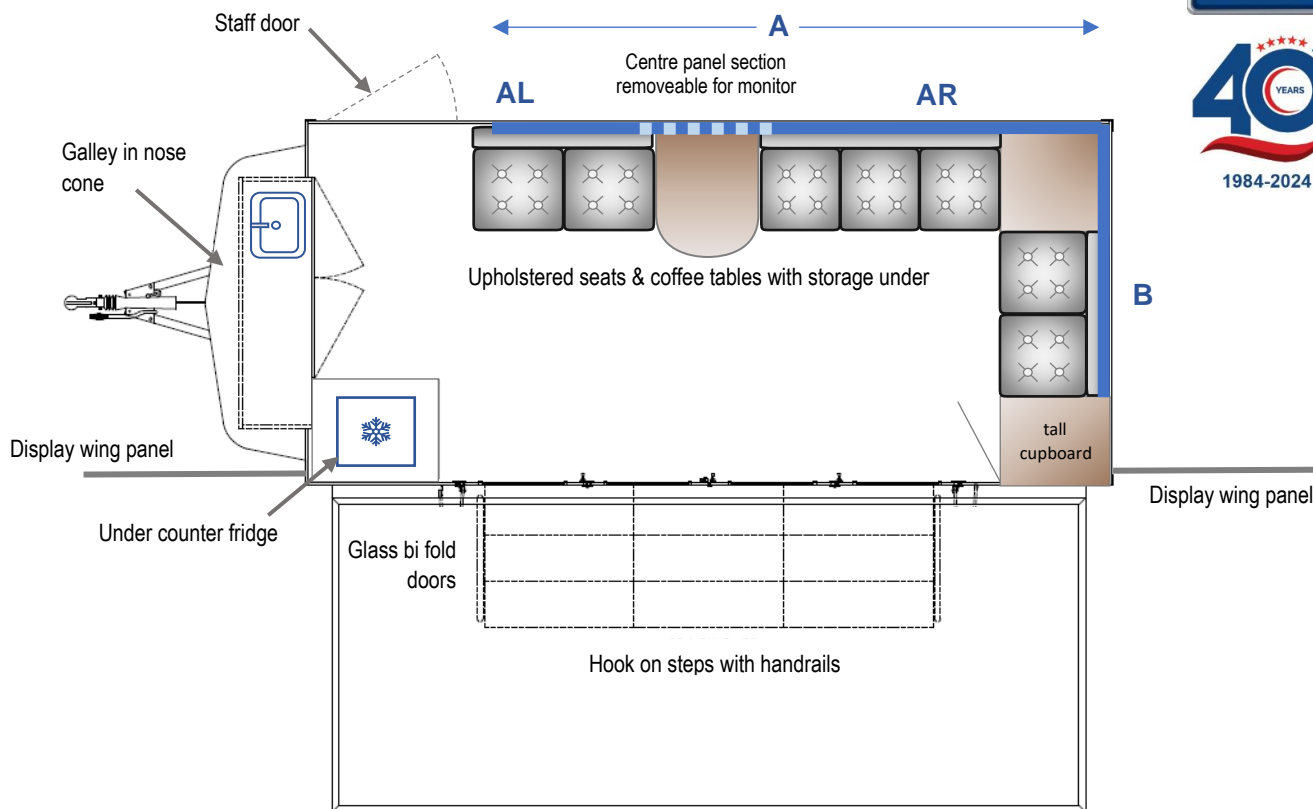 Staff door
A
Centre panel section
removeable for monitor
AL
AR
40
YEARS
1984-2024
Galley in nose
cone
Upholstered seats & coffee tables with storage under
B
tall
cupboard
Display wing panel
Display wing panel
Under counter fridge
Glass bi fold
doors
Hook on steps with handrails